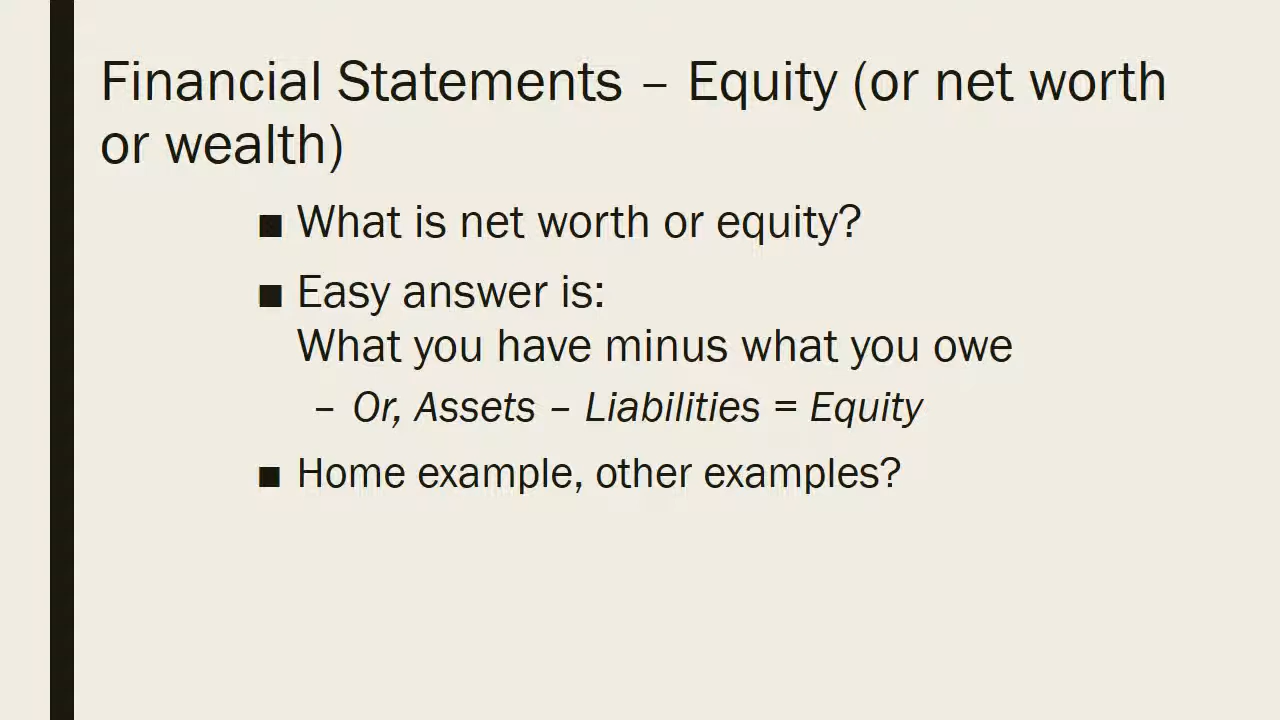 Financial Statements – Equity (or net worth
or wealth)
■ What is net worth or equity?
■ Easy answer is:
What you have minus what you owe
– Or, Assets – Liabilities = Equity
■ Home example, other examples?